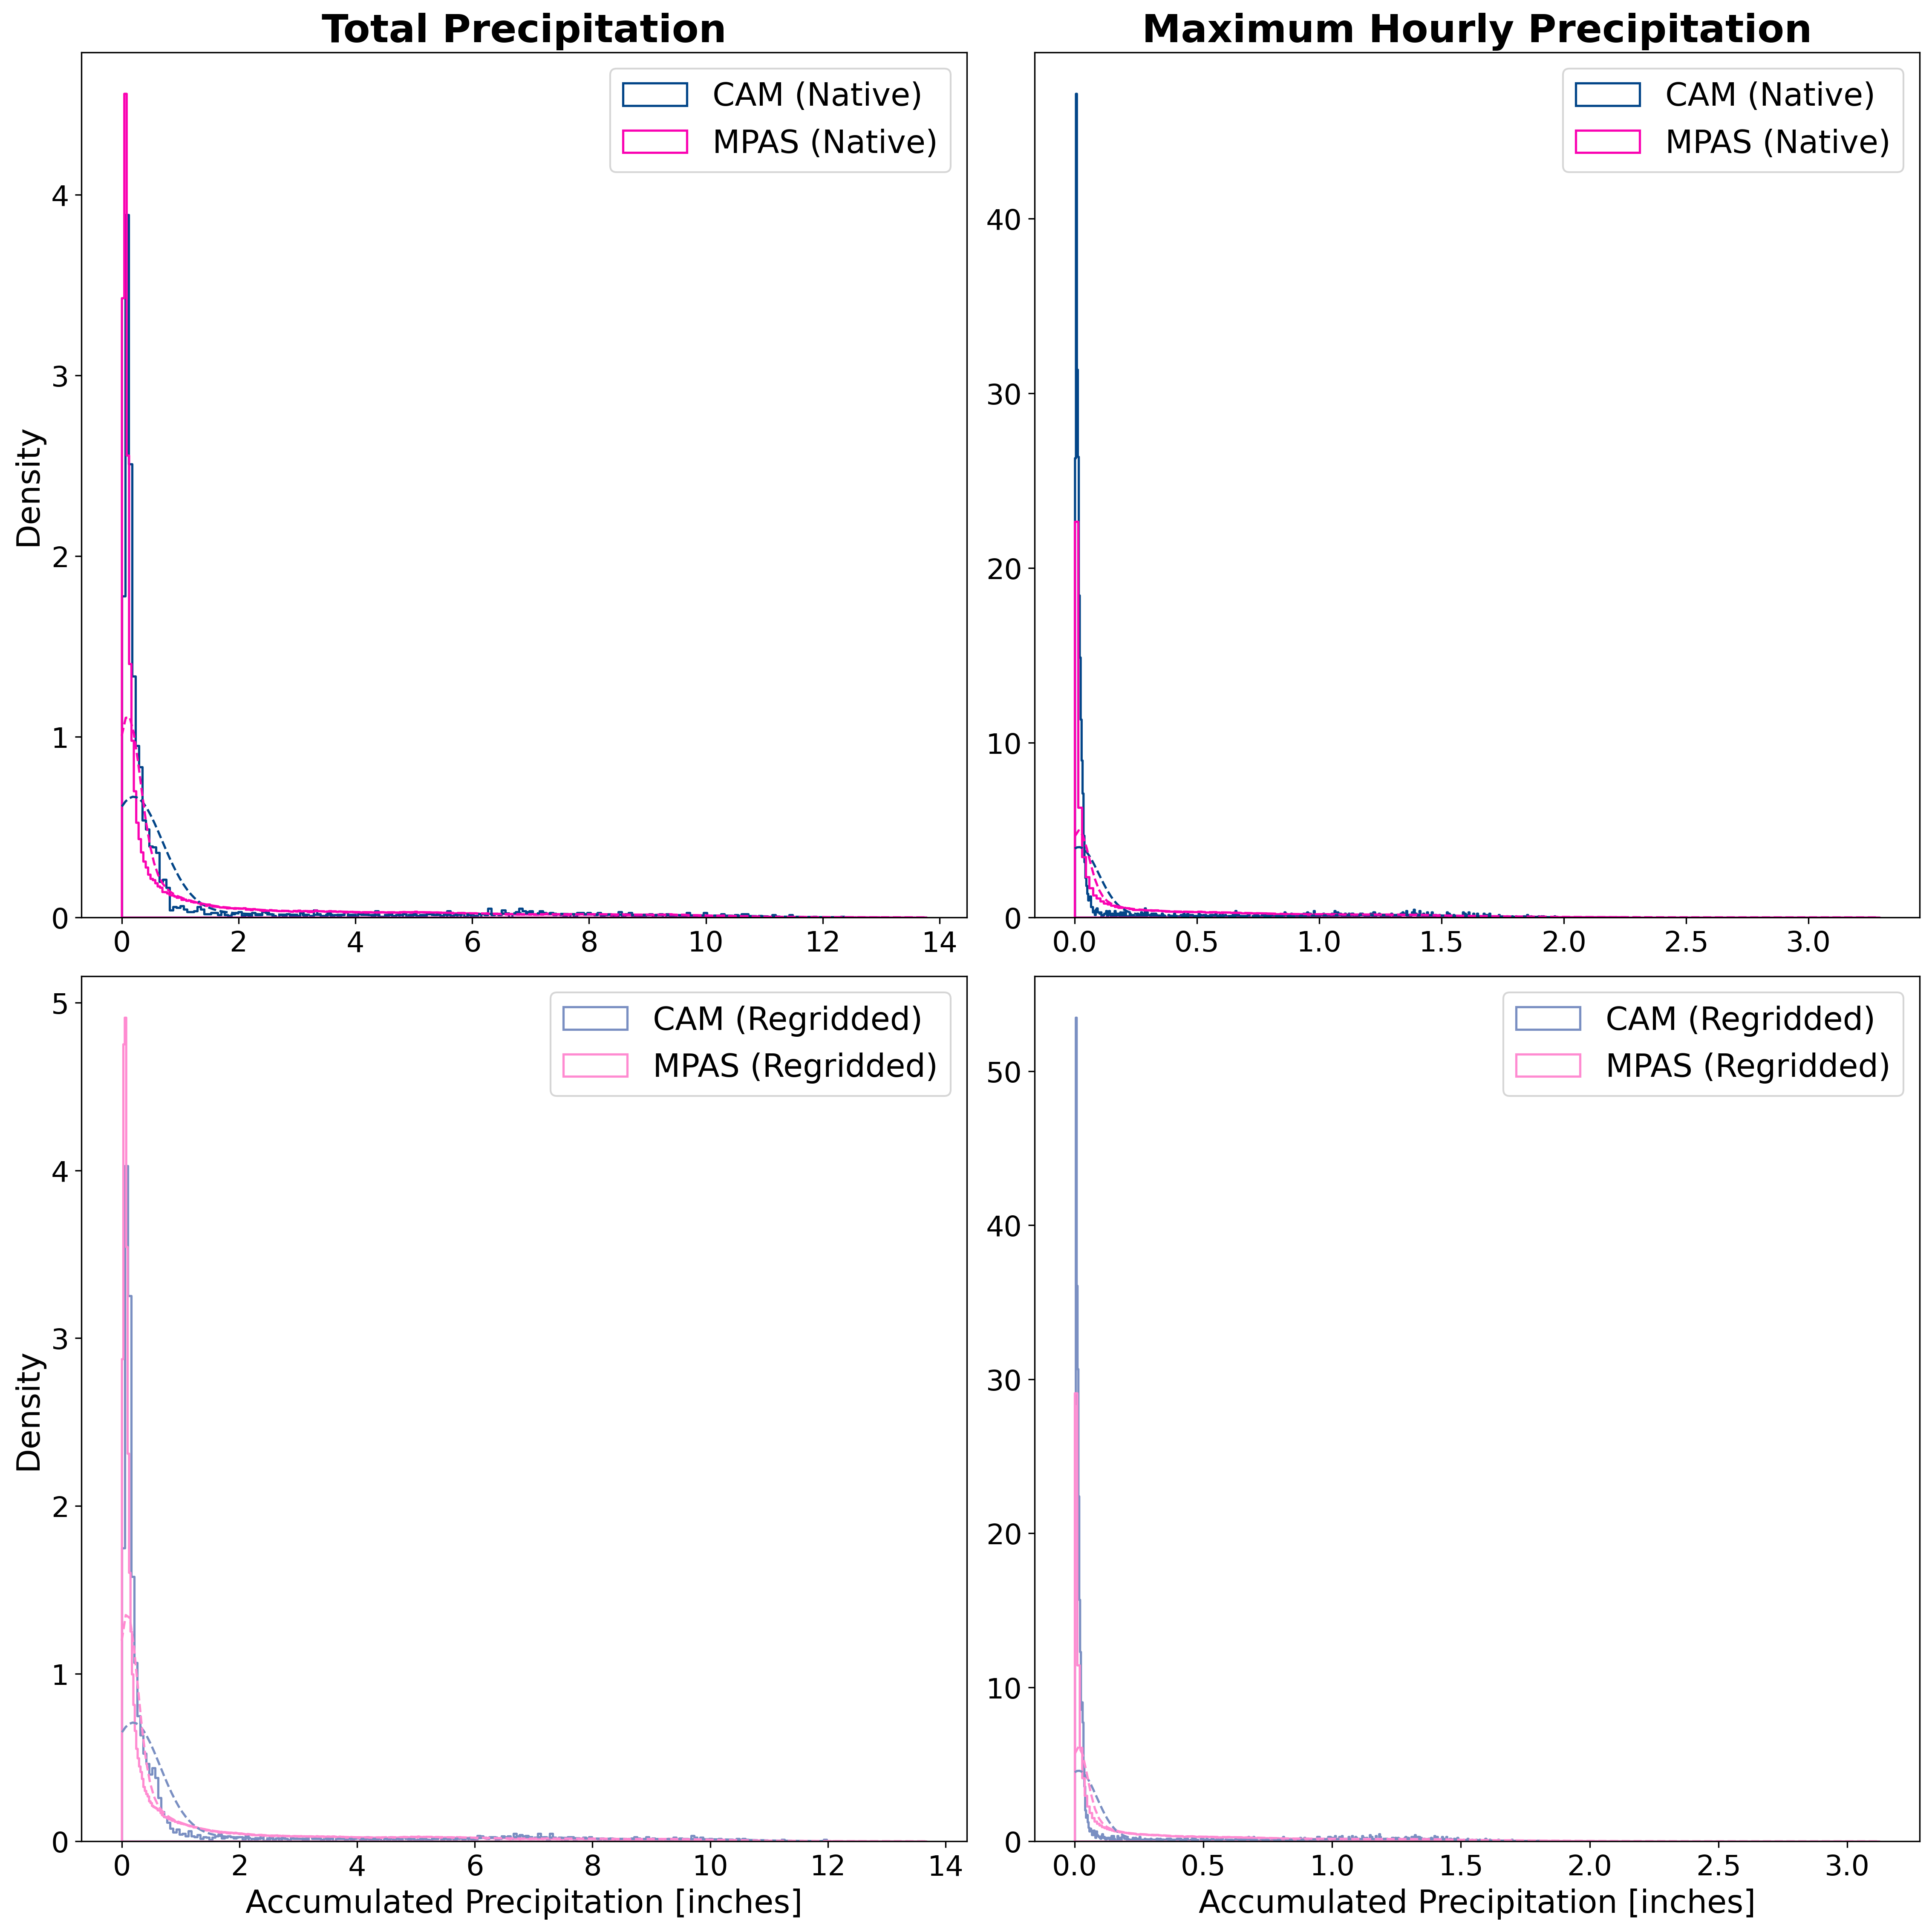 Total Precipitation
Maximum Hourly Precipitation
CAM (Native)
MPAS (Native)
CAM (Native)
MPAS (Native)
Density
4
3
2
1
0
40
30
20
10
0
0 2 4 6 8 10 12 14
0.0 0.5 1.0 1.5 2.0 2.5 3.0
CAM (Regridded)
MPAS (Regridded)
CAM (Regridded)
MPAS (Regridded)
Density
5
4
3
2
1
0
50
40
30
20
10
0
0 2 4 6 8 10 12 14
0.0 0.5 1.0 1.5 2.0 2.5 3.0
Accumulated Precipitation [inches]
Accumulated Precipitation [inches]